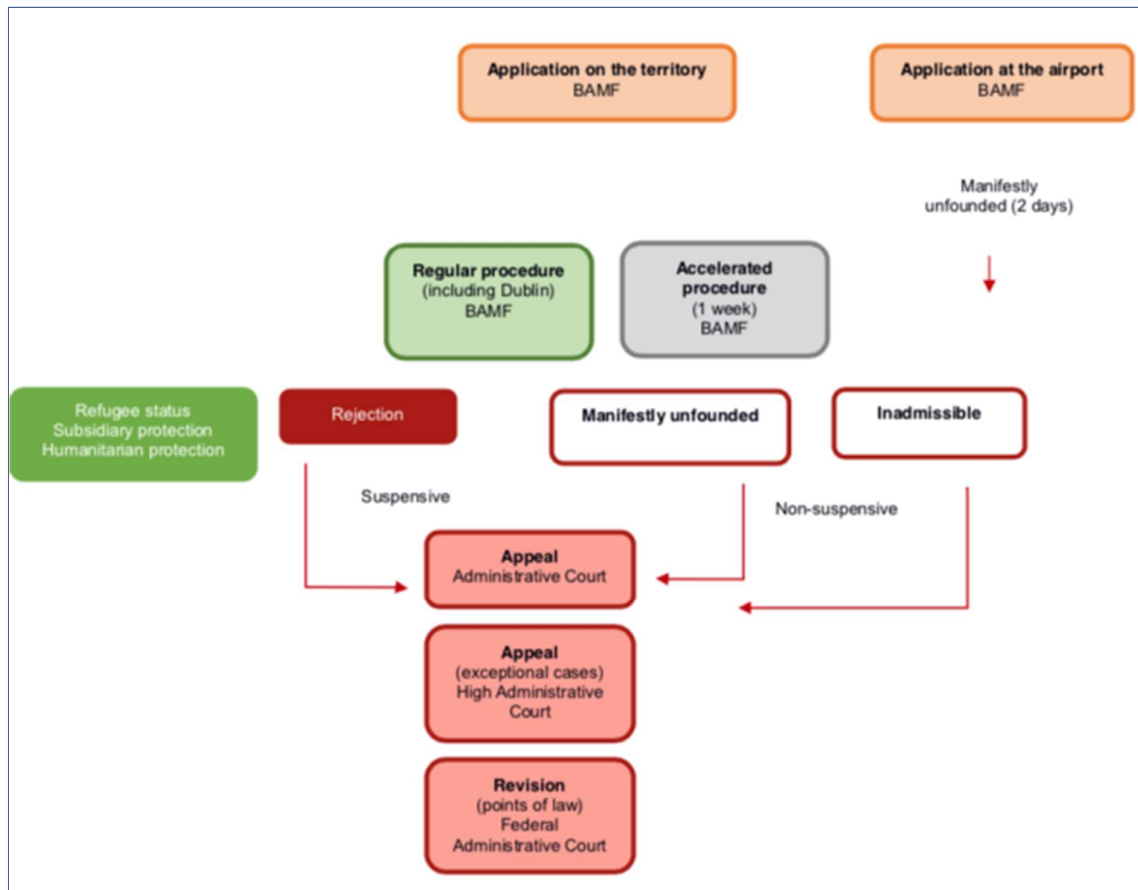 Application on the territory
BAMF
Application at the airport
BAMF
Manifestly
unfounded (2 days)
Regular procedure
(including Dublin)
BAMF
Accelerated
procedure
(1 week)
BAMF
Refugee status
Subsidiary protection
Humanitarian protection
Rejection
Manifestly unfounded
Inadmissible
Suspensive
Non-suspensive
Appeal
Administrative Court
Appeal
(exceptional cases)
High Administrative
Court
Revision
(points of law)
Federal
Administrative Court